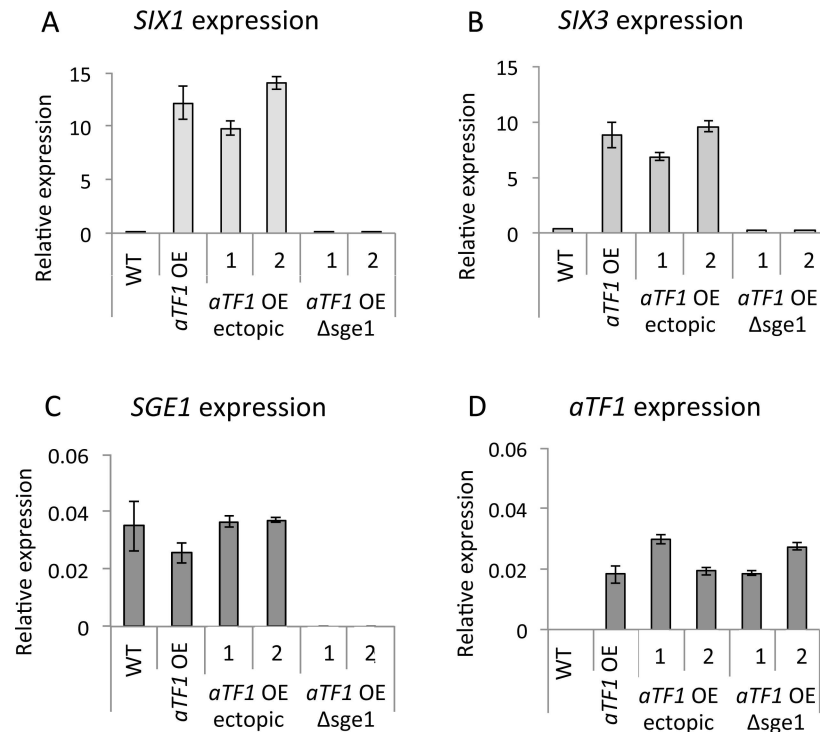 A
SIX1 expression
Relative expression
15
10
5
0
WT
aTF1 OE
1
2
1
2
aTF1 OE
ectopic
aTF1 OE
Δsge1
B
SIX3 expression
Relative expression
15
10
5
0
WT
aTF1 OE
1
2
1
2
aTF1 OE
ectopic
aTF1 OE
Δsge1
C
SGE1 expression
Relative expression
0.06
0.04
0.02
0
WT
aTF1 OE
1
2
1
2
aTF1 OE
ectopic
aTF1 OE
Δsge1
D
aTF1 expression
Relative expression
0.06
0.04
0.02
0
WT
aTF1 OE
1
2
1
2
aTF1 OE
ectopic
aTF1 OE
Δsge1